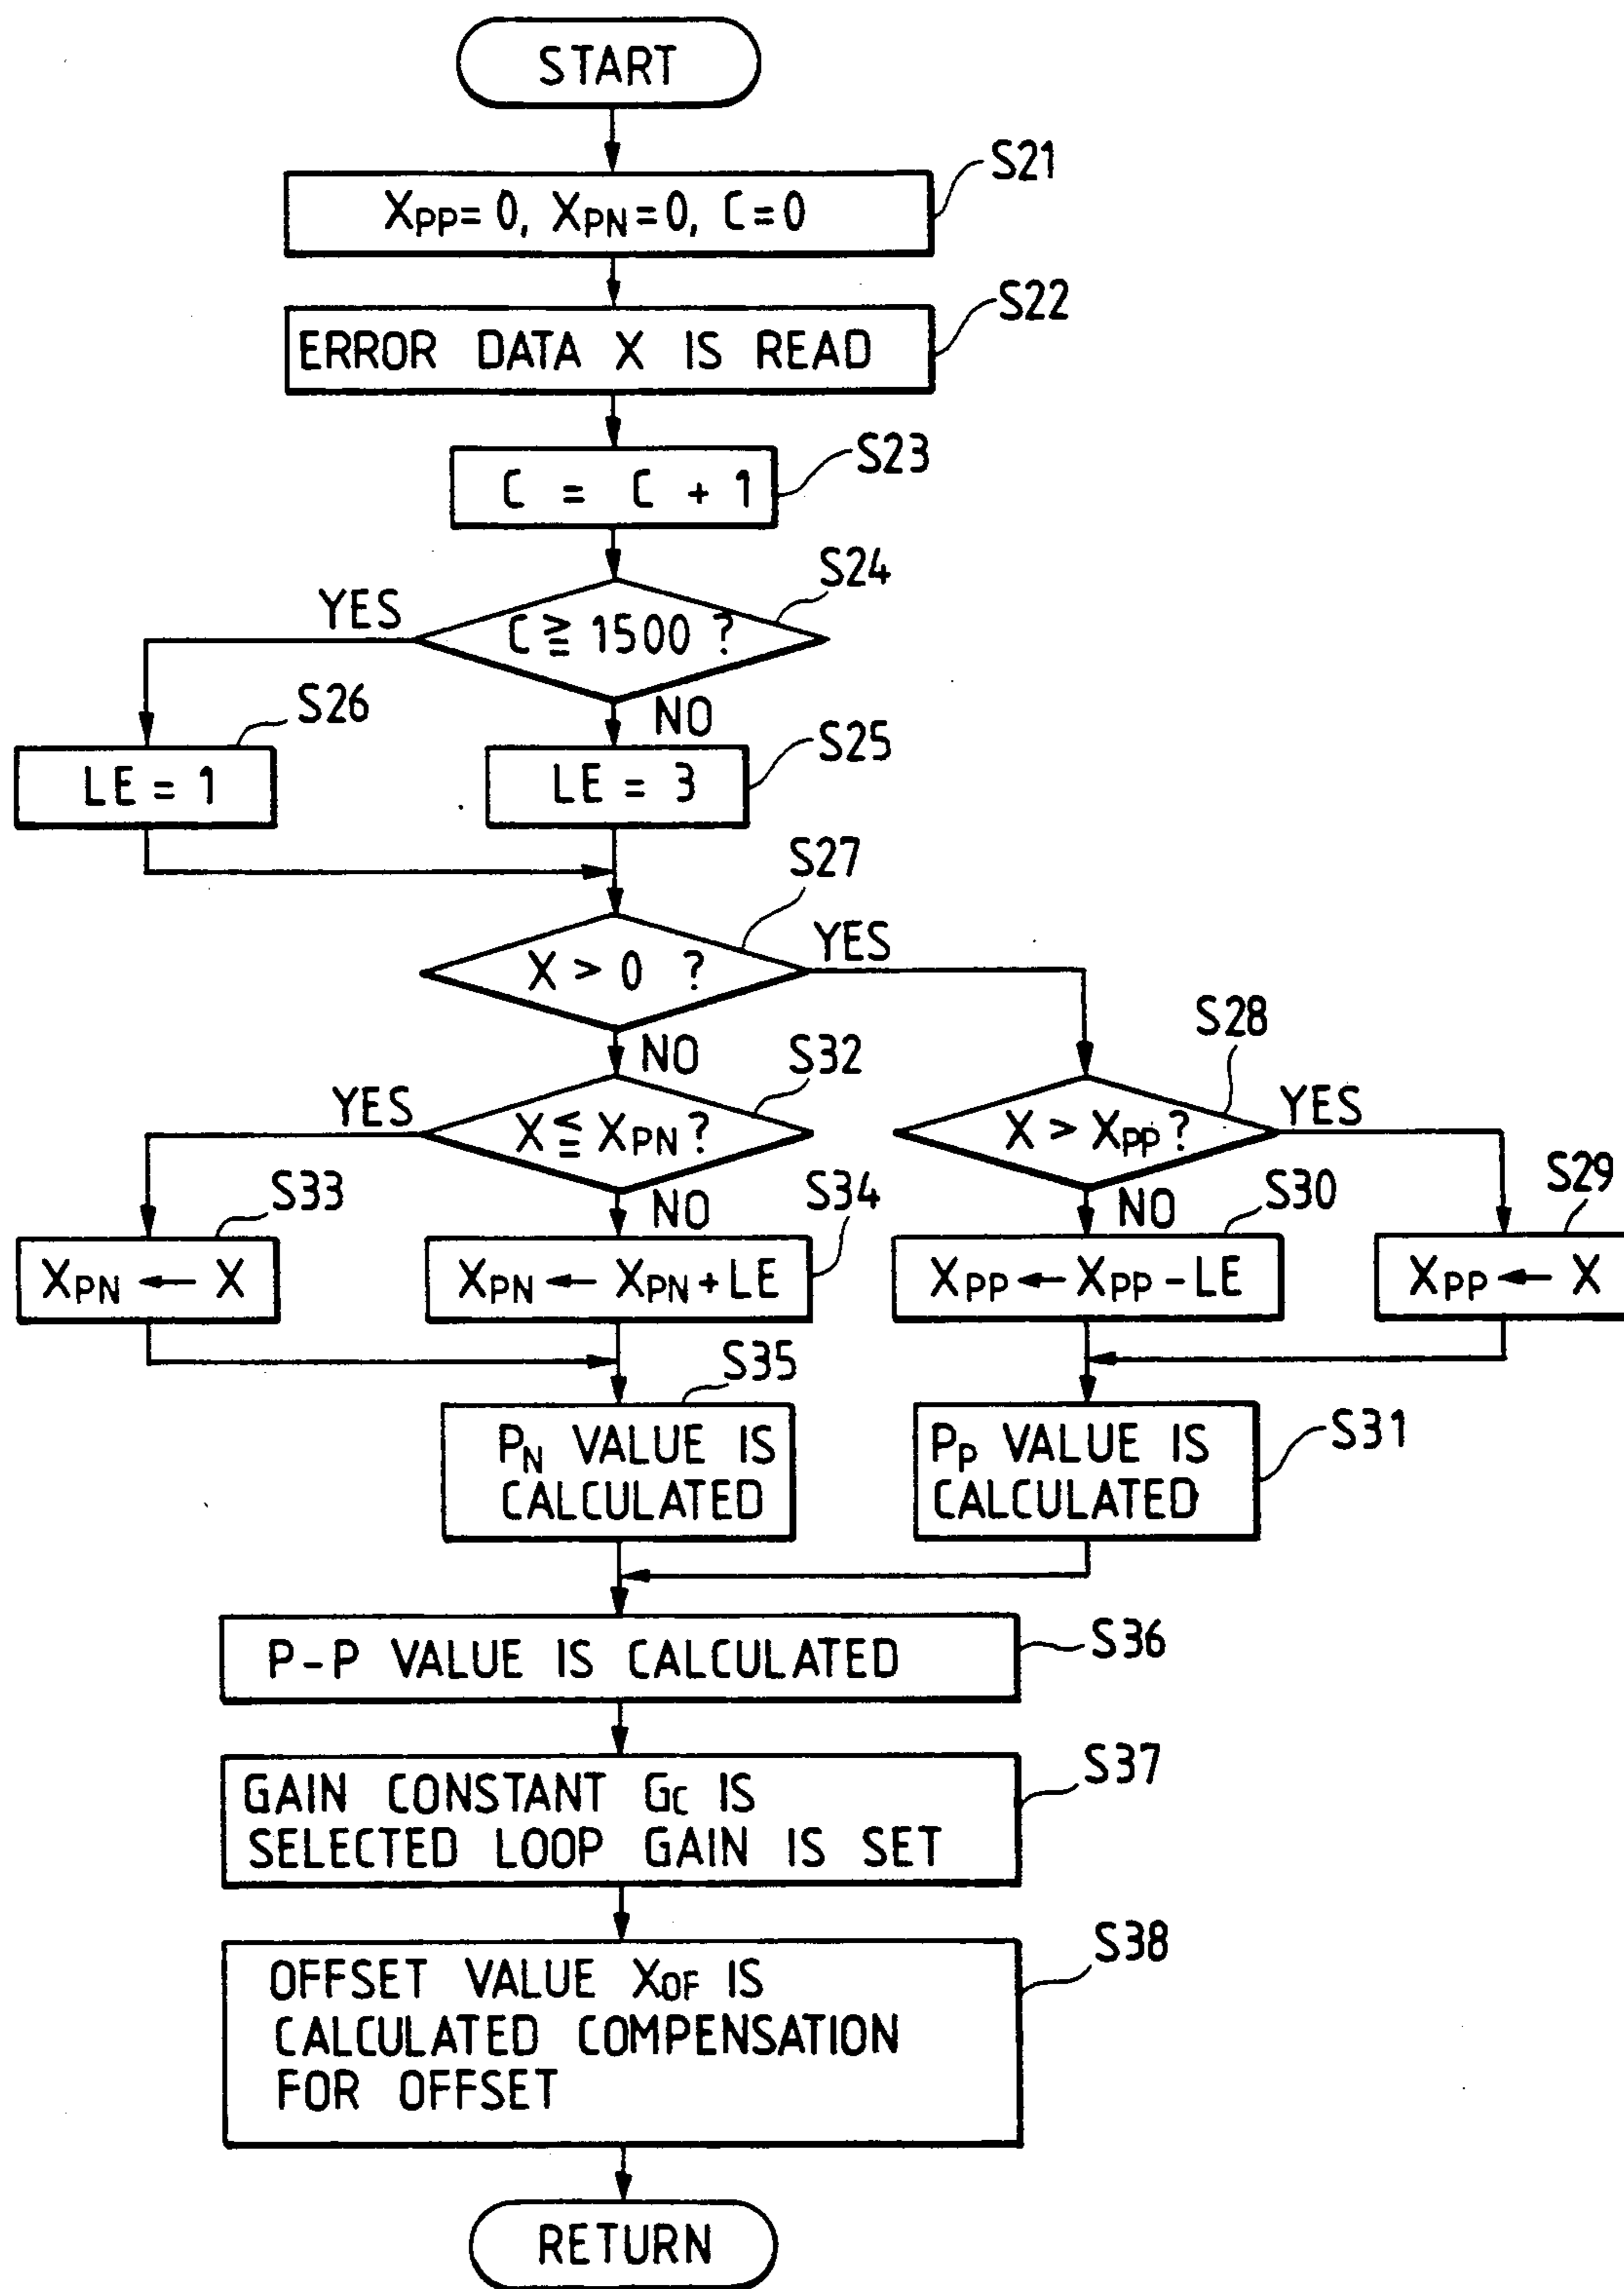 START
S21
XPP= 0, XPN=0, C=0
S22
ERROR DATA X IS READ
S23
C = C + 1
S24
YES
C ≧ 1500 ?
S26
NO
S25
LE = 1
LE = 3
S27
YES
X > 0 ?
S28
NO
S32
YES
YES
X ≦ XPN ?
X > XPP ?
S29
S33
S34
S30
NO
NO
XPN ← X
XPN ← XPN + LE
XPP ← XPP - LE
XPP ← X
S35
S31
PN VALUE IS
CALCULATED
PP VALUE IS
CALCULATED
S36
P-P VALUE IS CALCULATED
S37
GAIN CONSTANT GC IS
SELECTED LOOP GAIN IS SET
S38
OFFSET VALUE XOF IS
CALCULATED COMPENSATION
FOR OFFSET
RETURN